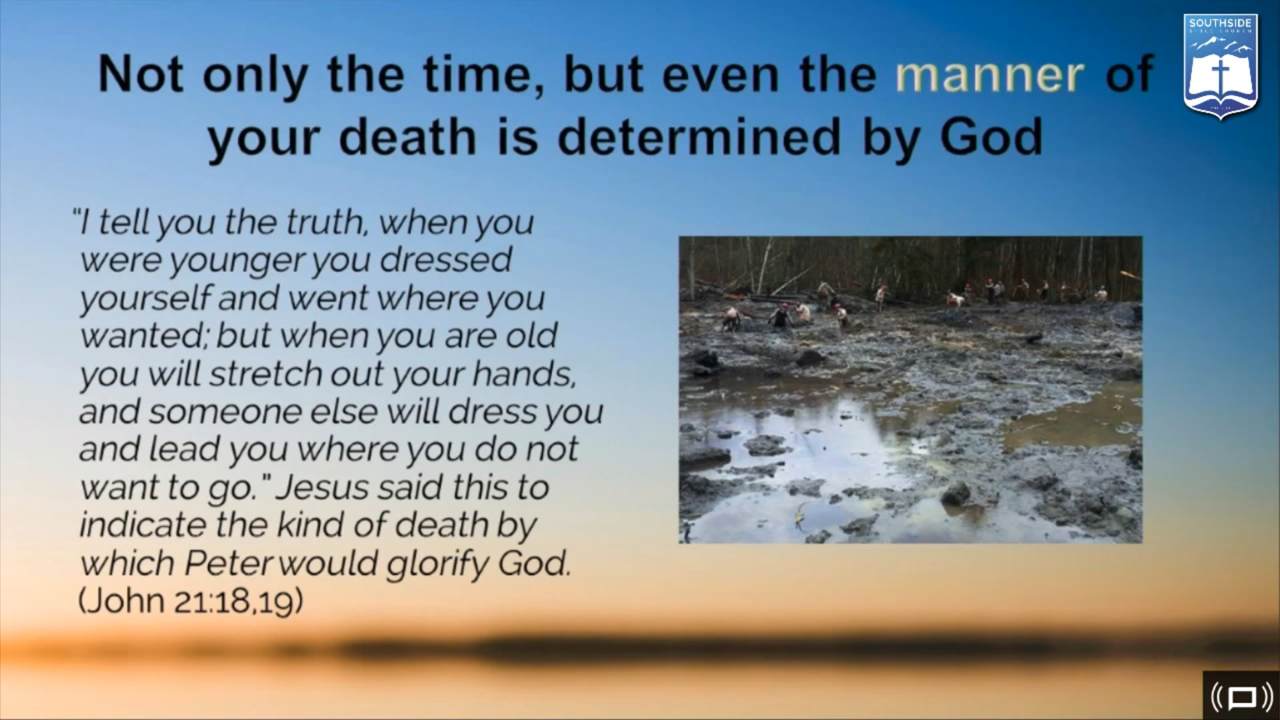 Not only the time, but even the manner of
your death is determined by God
SOUTHSIDE
BIBLE CHURCH
"I tell you the truth, when you
were younger you dressed
yourself and went where you
wanted; but when you are old
you will stretch out your hands,
and someone else will dress you
and lead you where you do not
want to go." Jesus said this to
indicate the kind of death by
which Peter would glorify God.
(John 21:18,19)